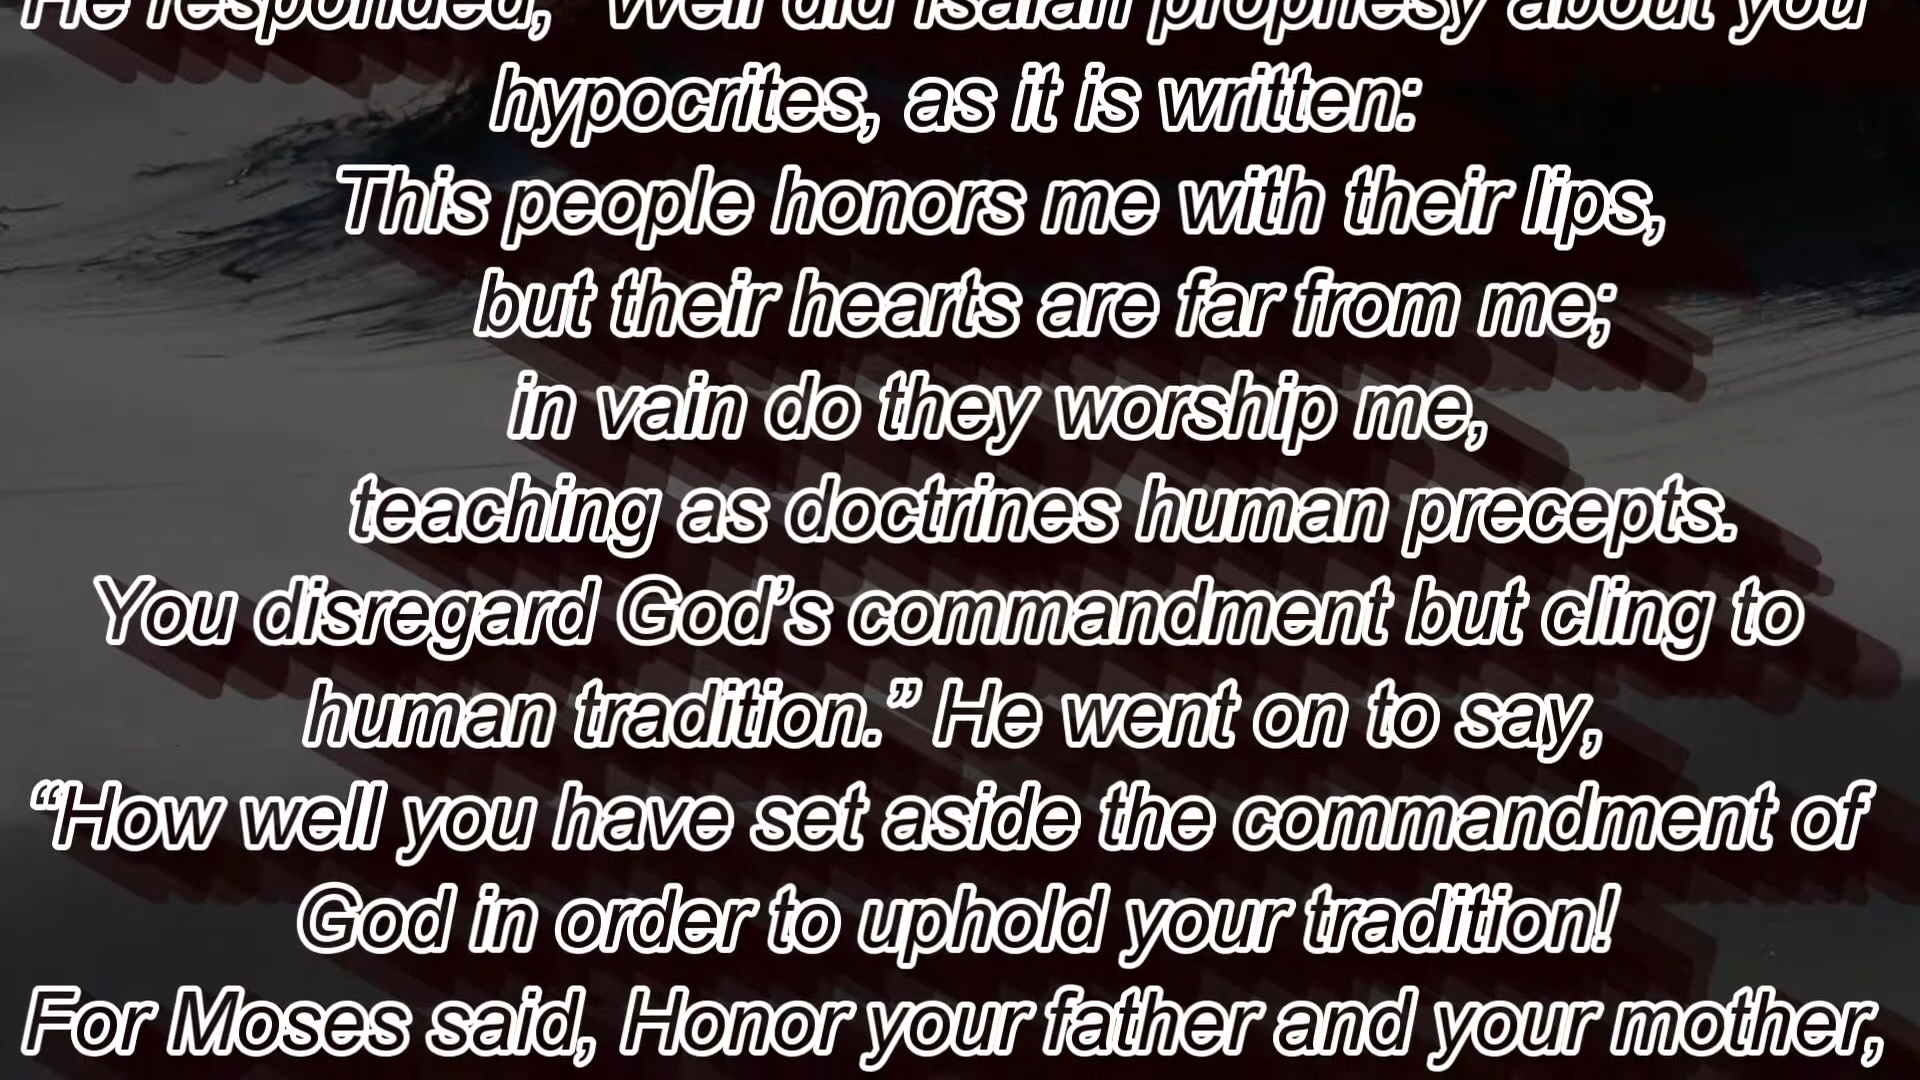 He responded, "Well did Isaiah prophesy about you
hypocrites, as it is written:
This people honors me with their lips,
but their hearts are far from me;
in vain do they worship me,
teaching as doctrines human precepts.
You disregard God’s commandment but cling to
human tradition.” He went on to say,
“How well you have set aside the commandment of
God in order to uphold your tradition!
For Moses said, Honor your father and your mother,